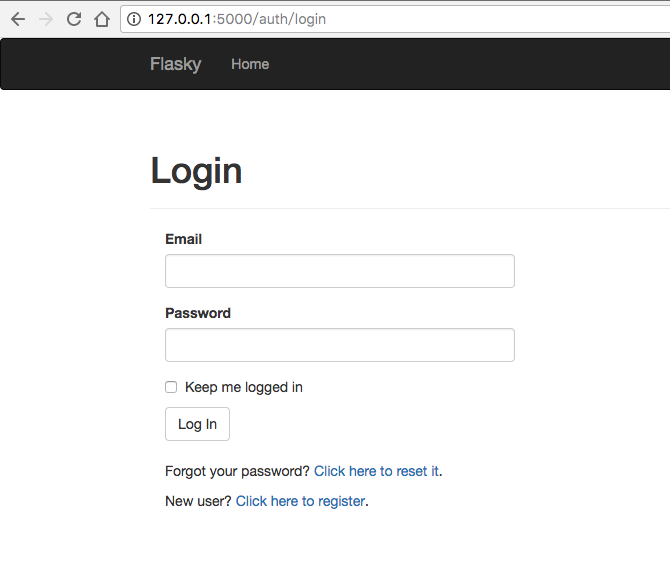 127.0.0.1:5000/auth/login
Flasky Home
Login
Email
Password
Keep me logged in
Log In
Forgot your password? Click here to reset it.
New user? Click here to register.